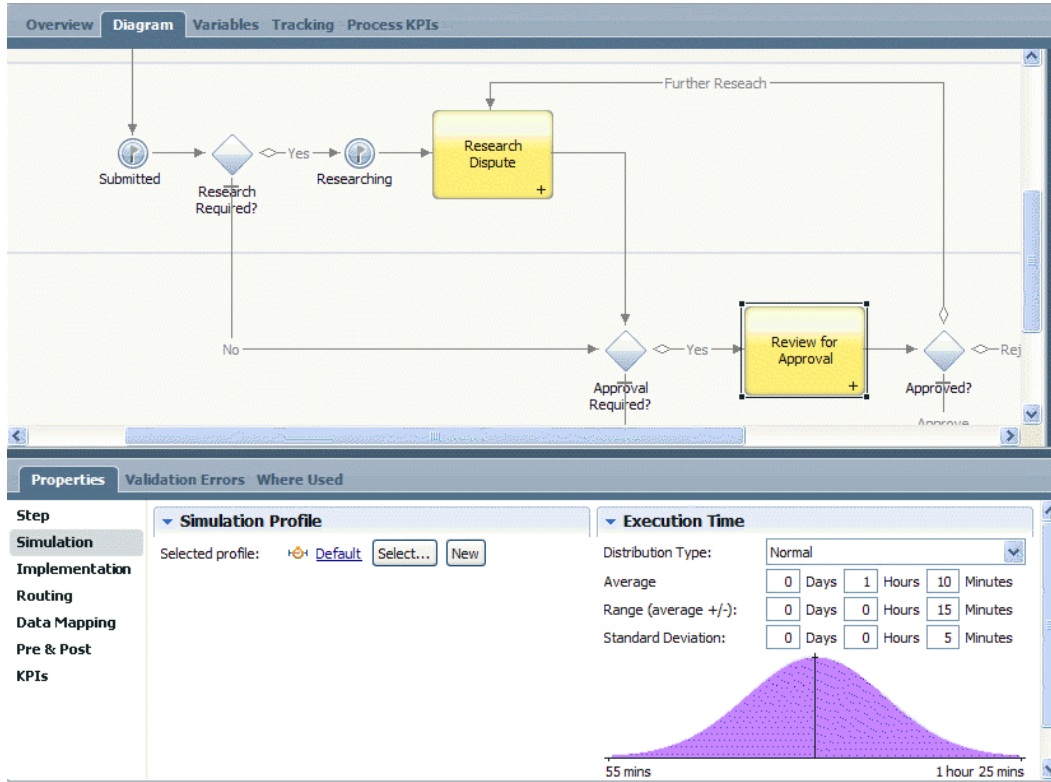 Overview Diagram Variables Tracking Process KPIs
Further Reseach
Research
Dispute
Yes
Submitted
Researching
Research
Required?
No
Yes
Review for
Approval
Rej
Approval
Required?
Approved?
Approve
Properties Validation Errors Where Used
Step
Simulation
Implementation
Routing
Data Mapping
Pre & Post
KPIs
Simulation Profile
Selected profile: Default Select... New
Execution Time
Distribution Type: Normal
Average 0 Days 1 Hours 10 Minutes
Range (average +/-): 0 Days 0 Hours 15 Minutes
Standard Deviation: 0 Days 0 Hours 5 Minutes
55 mins 1 hour 25 mins